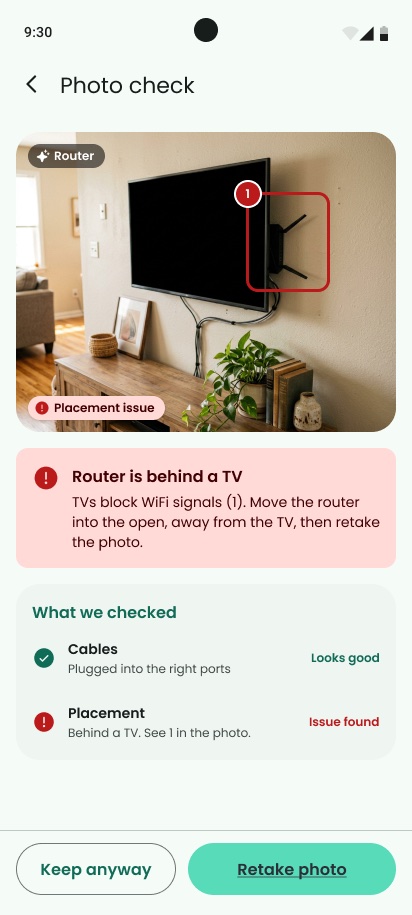 9:30
Photo check
Router
1
Placement issue
Router is behind a TV
TVs block WiFi signals (1). Move the router
into the open, away from the TV, then retake
the photo.
What we checked
Cables
Plugged into the right ports
Looks good
Placement
Behind a TV. See 1 in the photo.
Issue found
Keep anyway
Retake photo